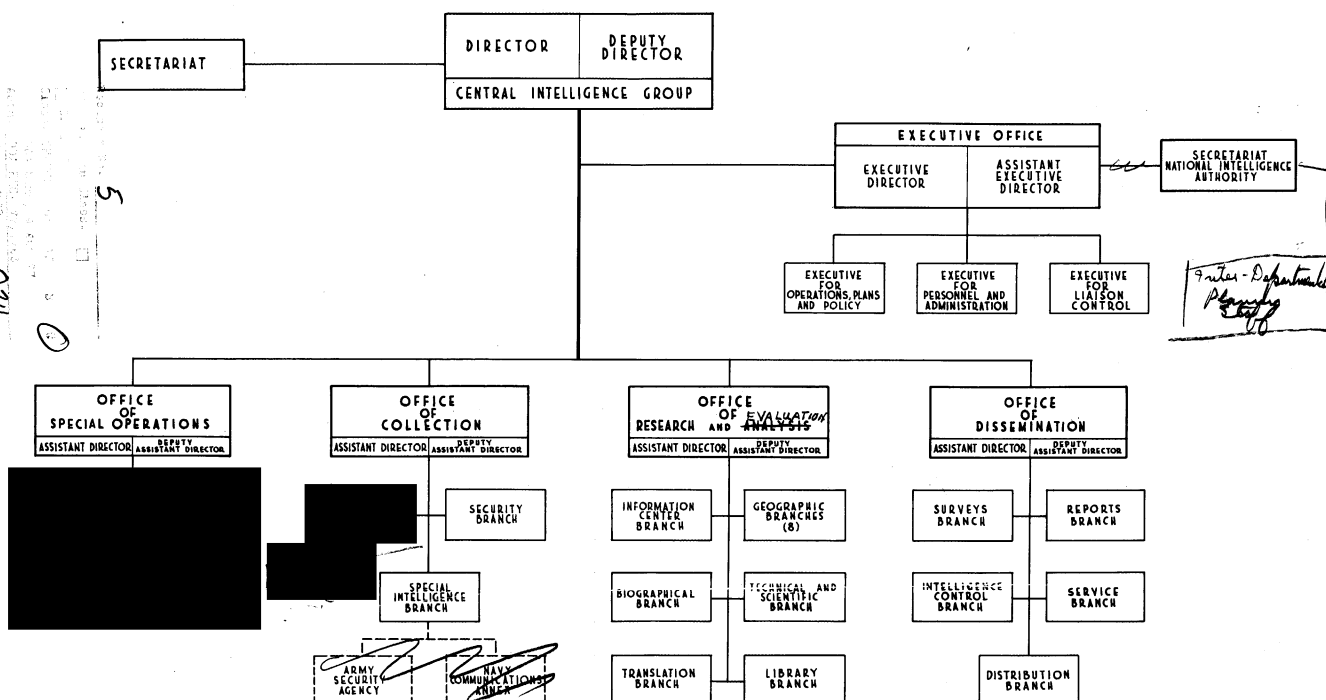 SECRETARIAT
DIRECTOR
DEPUTY
DIRECTOR
CENTRAL INTELLIGENCE GROUP
EXECUTIVE OFFICE
EXECUTIVE
DIRECTOR
ASSISTANT
EXECUTIVE
DIRECTOR
SECRETARIAT
NATIONAL INTELLIGENCE
AUTHORITY
5
EXECUTIVE
FOR
OPERATIONS, PLANS
AND POLICY
EXECUTIVE
FOR
PERSONNEL AND
ADMINISTRATION
EXECUTIVE
FOR
LIAISON
CONTROL
Inter-Departmental
Planning
Staff
OFFICE
OF
SPECIAL OPERATIONS
ASSISTANT DIRECTOR
DEPUTY
ASSISTANT DIRECTOR
OFFICE
OF
COLLECTION
ASSISTANT DIRECTOR
DEPUTY
ASSISTANT DIRECTOR
OFFICE
OF EVALUATION
RESEARCH AND ANALYSIS
ASSISTANT DIRECTOR
DEPUTY
ASSISTANT DIRECTOR
OFFICE
OF
DISSEMINATION
ASSISTANT DIRECTOR
DEPUTY
ASSISTANT DIRECTOR
SECURITY
BRANCH
INFORMATION
CENTER
BRANCH
GEOGRAPHIC
BRANCHES
(8)
SURVEYS
BRANCH
REPORTS
BRANCH
SPECIAL
INTELLIGENCE
BRANCH
BIOGRAPHICAL
BRANCH
TECHNICAL AND
SCIENTIFIC
BRANCH
INTELLIGENCE
CONTROL
BRANCH
SERVICE
BRANCH
ARMY
SECURITY
AGENCY
NAVY
COMMUNICATIONS
ANNEX
TRANSLATION
BRANCH
LIBRARY
BRANCH
DISTRIBUTION
BRANCH